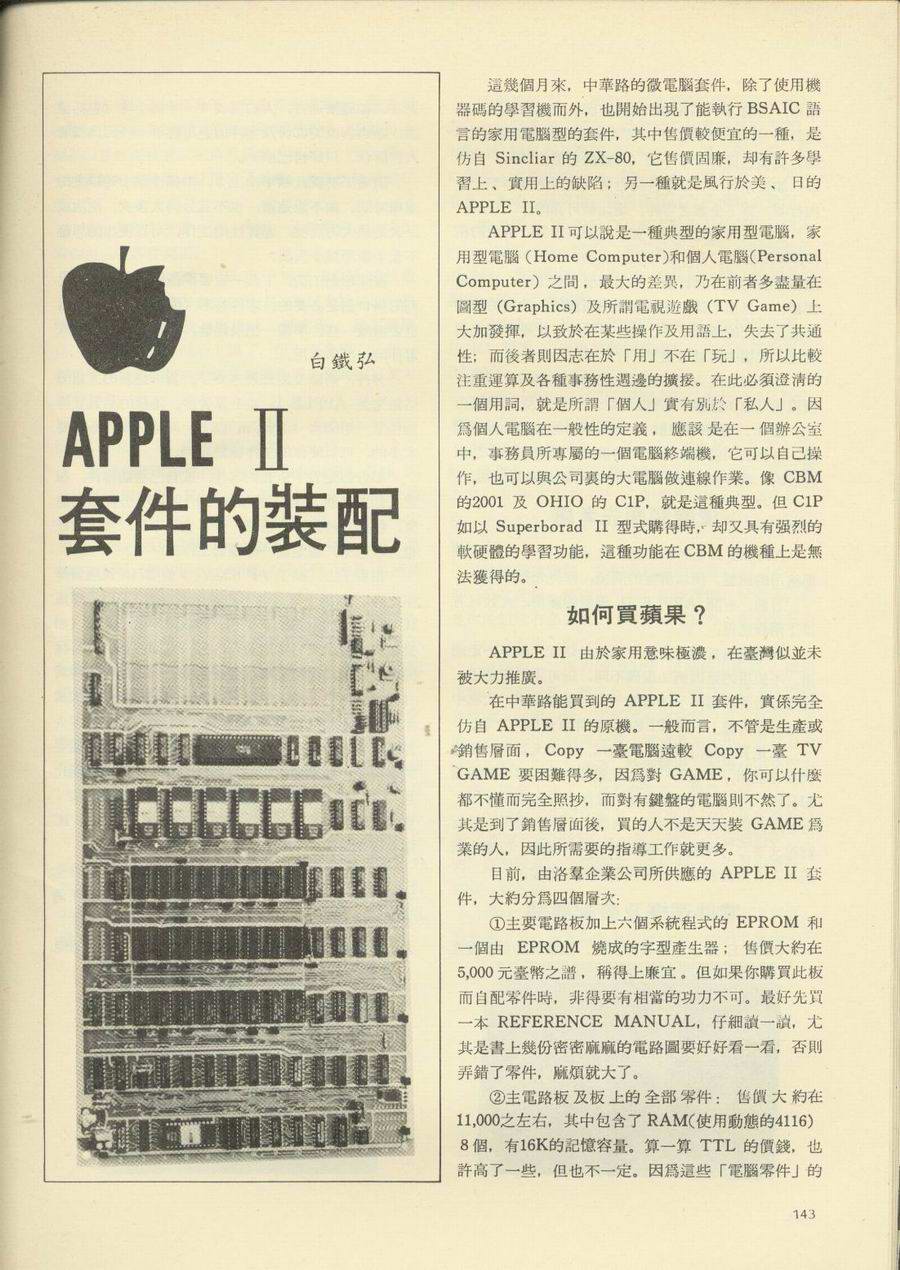 白鐵弘
APPLE II
套件的裝配
這幾個月來，中華路的微電腦套件，除了使用機
器碼的學習機而外，也開始出現了能執行 BSAIC 語
言的家用電腦型的套件，其中售價較便宜的一種，是
仿自 Sincliar 的 ZX-80，它售價固廉，却有許多學
習上、實用上的缺陷；另一種就是風行於美、日的
APPLE II。
APPLE II 可以說是一種典型的家用型電腦，家
用型電腦（Home Computer)和個人電腦(Personal
Computer）之間，最大的差異，乃在前者多盡量在
圖型（Graphics）及所謂電視遊戲（TV Game）上
大加發揮，以致於在某些操作及用語上，失去了共通
性；而後者則因志在於「用」不在「玩」，所以比較
注重運算及各種事務性週邊的擴接。在此必須澄清的
一個用詞，就是所謂「個人」實有別於「私人」。因
爲個人電腦在一般性的定義，應該是在一個辦公室
中，事務員所專屬的一個電腦終端機，它可以自己操
作，也可以與公司裏的大電腦做連線作業。像 CBM
的2001 及 OHIO 的 C1P，就是這種典型。但 C1P
如以 Superborad II 型式購得時，却又具有强烈的
軟硬體的學習功能，這種功能在 CBM 的機種上是無
法獲得的。
如何買蘋果？
APPLE II 由於家用意味極濃，在臺灣似並未
被大力推廣。
在中華路能買到的 APPLE II 套件，實係完全
仿自 APPLE II 的原機。一般而言，不管是生產或
銷售層面，Copy 一臺電腦遠較 Copy 一臺 TV
GAME 要困難得多，因爲對 GAME，你可以什麼
都不懂而完全照抄，而對有鍵盤的電腦則不然了。尤
其是到了銷售層面後，買的人不是天天裝 GAME 爲
業的人，因此所需要的指導工作就更多。
目前，由洛羣企業公司所供應的 APPLE II 套
件，大約分爲四個層次：
①主要電路板加上六個系統程式的 EPROM 和
一個由 EPROM 燒成的字型產生器；售價大約在
5,000 元臺幣之譜，稱得上廉宜。但如果你購買此板
而自配零件時，非得要有相當的功力不可。最好先買
一本 REFERENCE MANUAL，仔細讀一讀，尤
其是書上幾份密密麻麻的電路圖要好好看一看，否則
弄錯了零件，麻煩就大了。
②主電路板及板上的全部零件；售價大約在
11,000之左右，其中包含了 RAM(使用動態的4116)
8 個，有16K的記憶容量。算一算 TTL 的價錢，也
許高了一些，但也不一定。因爲這些「電腦零件」的
143